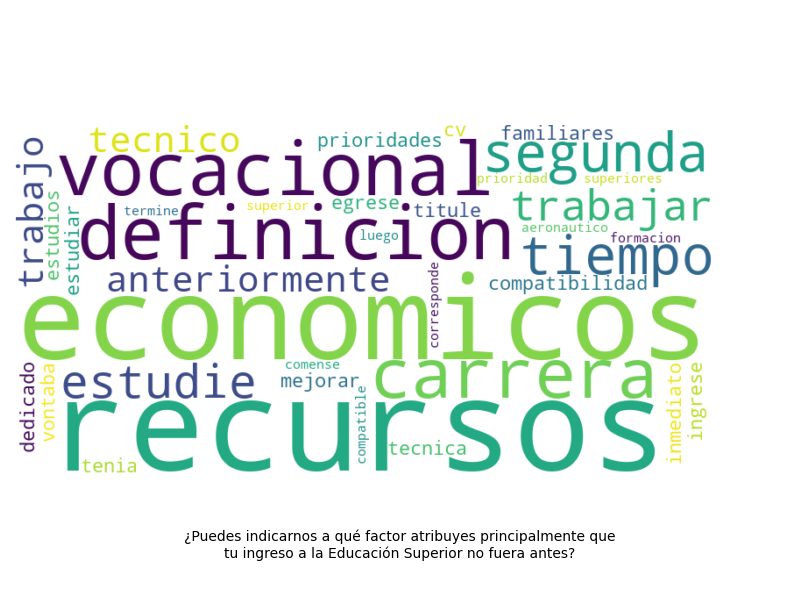 tecnico
prioridades
cv
familiares
trabajo
vocacional
segunda
prioridad
superiores
estudios
estudiar
termine
superior
egrese
titule
trabajar
definicion
luego
aeronautico
formacion
tiempo
anteriormente
corresponde
compatibilidad
economicos
dedicado
vontaba
estudie
comense
mejorar
carrera
inmediato
ingrese
compatible
recursos
tecnica
tenia
¿Puedes indicarnos a qué factor atribuyes principalmente que
tu ingreso a la Educación Superior no fuera antes?